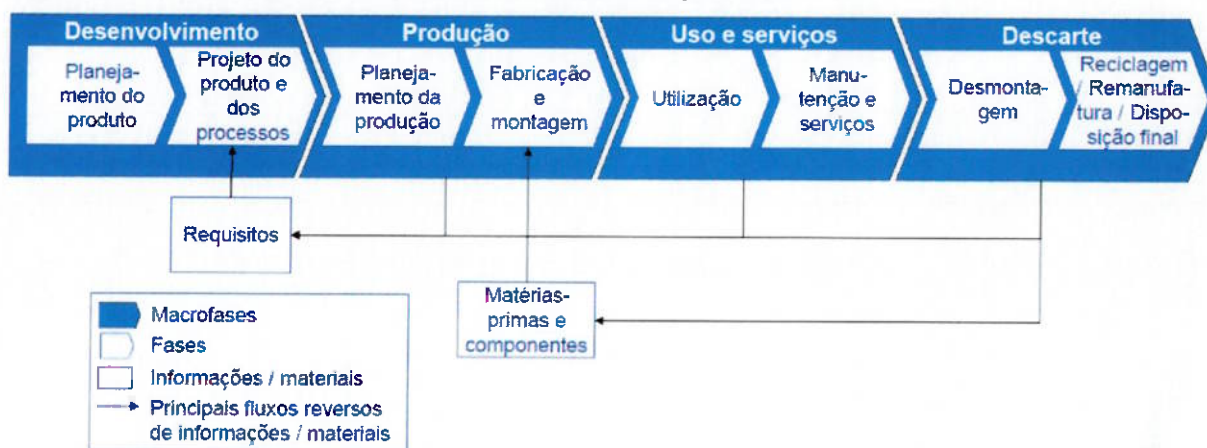 Desenvolvimento
Planeja-
mento do
produto
Projeto do
produto e
dos
processos
Produção
Planeja-
mento da
produção
Fabricação
e
montagem
Uso e serviços
Utilização
Manu-
tenção e
serviços
Descarte
Desmonta-
gem
Reciclagem
/ Remanufa-
tura / Dispo-
sição final
Requisitos
Matérias-
primas e
componentes
Macrofases
Fases
Informações / materiais
Principais fluxos reversos
de informações / materiais